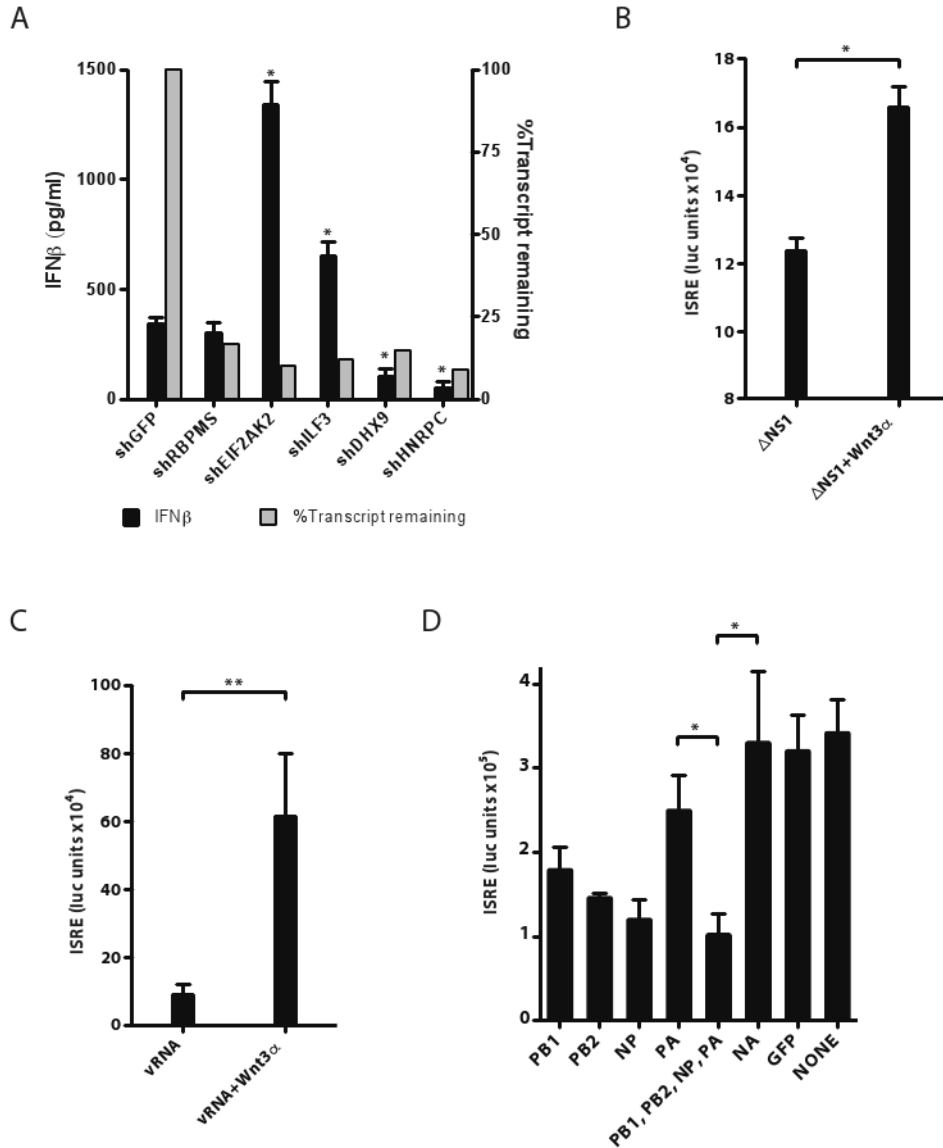 A
IFNβ (pg/ml)
1500
1000
500
0
100
75
50
25
0
%Transcript remaining
*
*
*
*
shGFP
shRBPMS
shEIF2AK2
shILF3
shDHX9
shHNRPC
IFNβ
%Transcript remaining
B
ISRE (luc units x10⁴)
18
16
14
12
10
8
*
ΔNS1
ΔNS1+Wnt3α
C
ISRE (luc units x10⁴)
100
80
60
40
20
0
**
vRNA
vRNA+Wnt3α
D
ISRE (luc units x10⁵)
4
3
2
1
0
*
*
PB1
PB2
NP
PA
PB1, PB2, NP, PA
NA
GFP
NONE